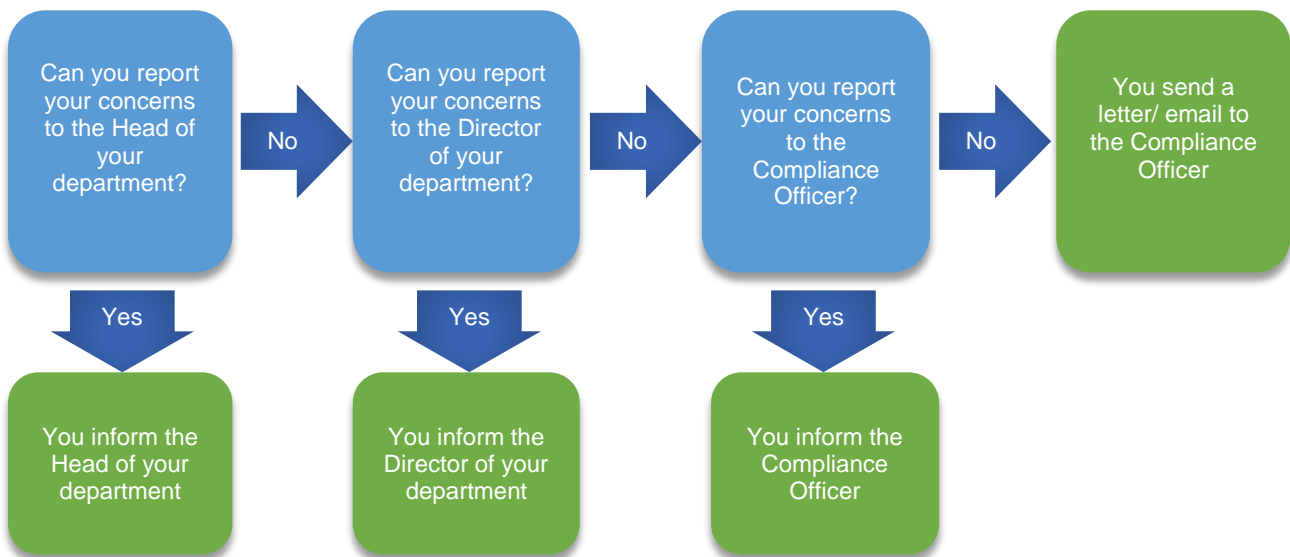 Can you report
your concerns
to the Head of
your
department?
No
Can you report
your concerns
to the Director
of your
department?
No
Can you report
your concerns
to the
Compliance
Officer?
No
You send a
letter/ email to
the Compliance
Officer
Yes
Yes
Yes
You inform the
Head of your
department
You inform the
Director of your
department
You inform the
Compliance
Officer